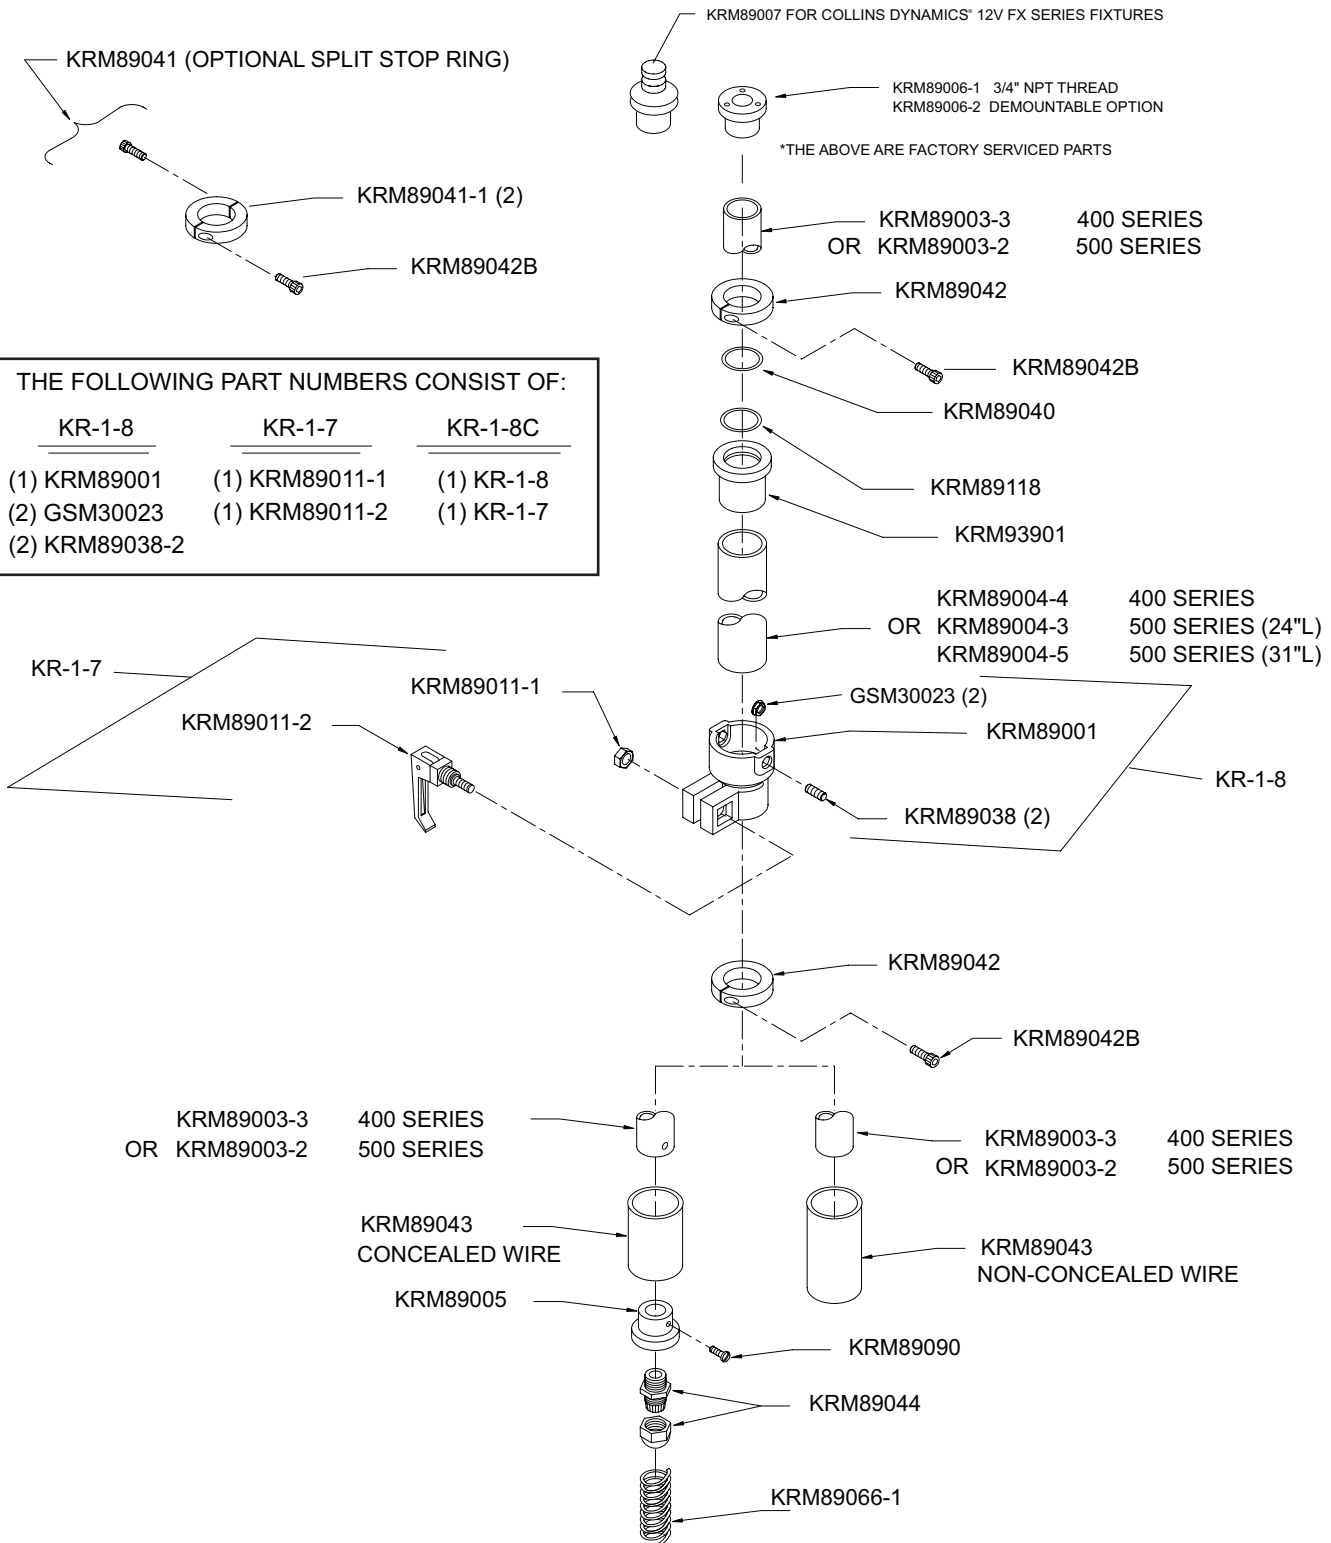 KRM89007 FOR COLLINS DYNAMICS® 12V FX SERIES FIXTURES
KRM89041 (OPTIONAL SPLIT STOP RING)
KRM89006-1 3/4" NPT THREAD
KRM89006-2 DEMOUNTABLE OPTION
*THE ABOVE ARE FACTORY SERVICED PARTS
KRM89041-1 (2)
KRM89042B
KRM89003-3 400 SERIES
OR KRM89003-2 500 SERIES
KRM89042
KRM89042B
KRM89040
KRM89118
KRM93901
THE FOLLOWING PART NUMBERS CONSIST OF:
KR-1-8 KR-1-7 KR-1-8C
(1) KRM89001 (1) KRM89011-1 (1) KR-1-8
(2) GSM30023 (1) KRM89011-2 (1) KR-1-7
(2) KRM89038-2
KRM89004-4 400 SERIES
OR KRM89004-3 500 SERIES (24"L)
KRM89004-5 500 SERIES (31"L)
KR-1-7
KRM89011-1
KRM89011-2
GSM30023 (2)
KRM89001
KR-1-8
KRM89038 (2)
KRM89042
KRM89042B
KRM89003-3 400 SERIES
OR KRM89003-2 500 SERIES
KRM89003-3 400 SERIES
OR KRM89003-2 500 SERIES
KRM89043
CONCEALED WIRE
KRM89043
NON-CONCEALED WIRE
KRM89005
KRM89090
KRM89044
KRM89066-1